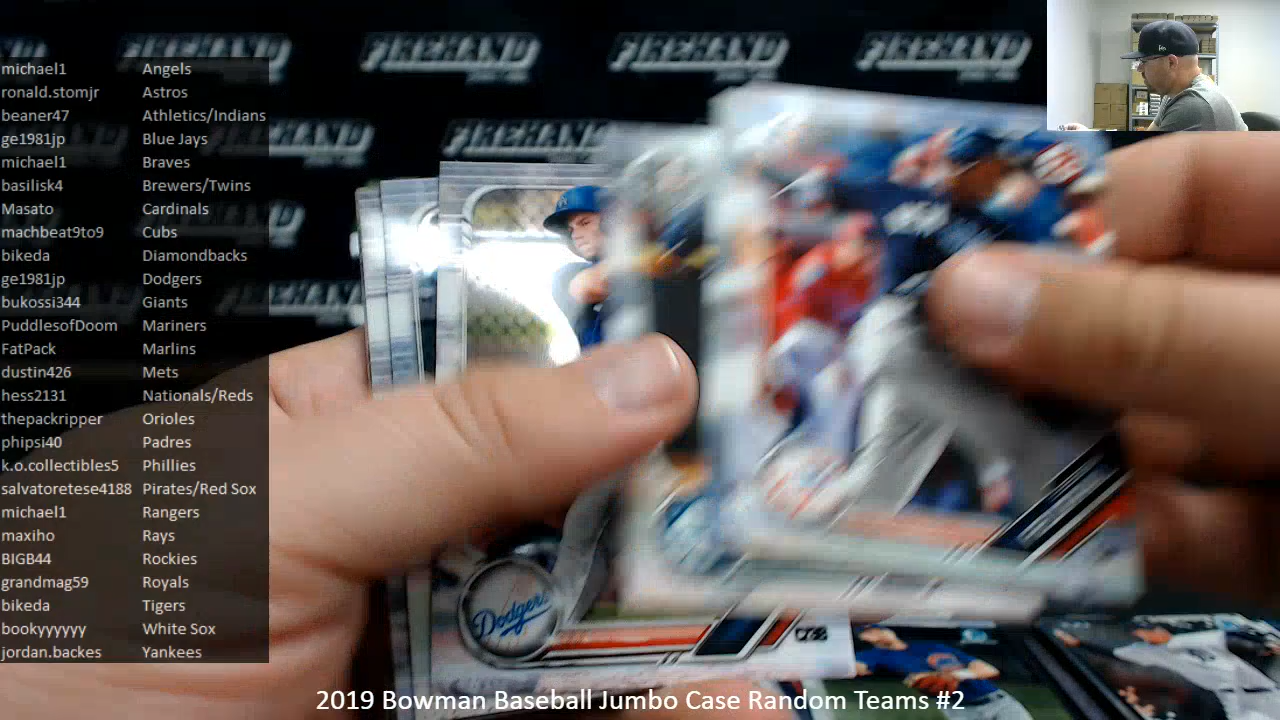 FIREHAND FIREHAND FIREHAND FIREHAND
michael1 Angels
ronald.stomjr Astros
beaner47 Athletics/Indians
ge1981jp Blue Jays
michael1 Braves
basilisk4 Brewers/Twins
Masato Cardinals
machbeat9to9 Cubs
bikeda Diamondbacks
ge1981jp Dodgers
bukossi344 Giants
PuddlesofDoom Mariners
FatPack Marlins
dustin426 Mets
hess2131 Nationals/Reds
thepackripper Orioles
phipsi40 Padres
k.o.collectibles5 Phillies
salvatoretese4188 Pirates/Red Sox
michael1 Rangers
maxiho Rays
BIGB44 Rockies
grandmag59 Royals
bikeda Tigers
bookyyyyyy White Sox
jordan.backes Yankees
Dodgers
2019 Bowman Baseball Jumbo Case Random Teams #2